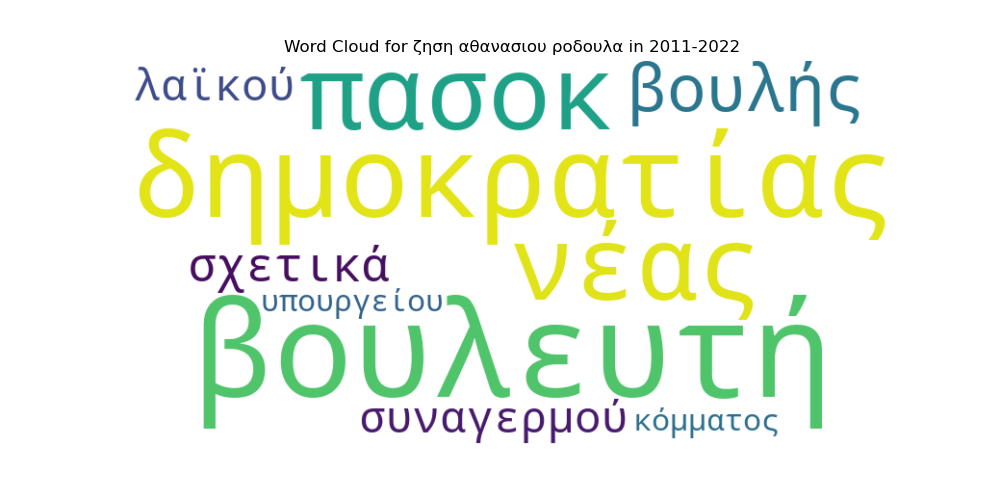 Word Cloud for ζηση αθανασιου ροδουλα in 2011-2022
λαϊκού πασοκ βουλής
δημοκρατίας
σχετικά νέας
υπουργείου
βουλευτή
συναγερμού κόμματος